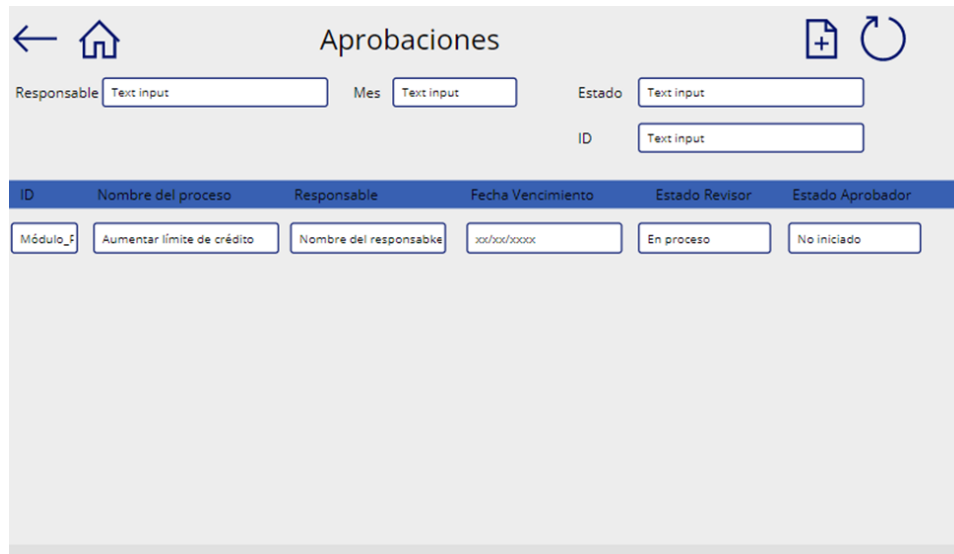 Aprobaciones
Responsable Text input Mes Text input Estado Text input
ID Text input
ID Nombre del proceso Responsable Fecha Vencimiento Estado Revisor Estado Aprobador
Módulo_F Aumentar límite de crédito Nombre del responsabke xx/xx/xxxx En proceso No iniciado